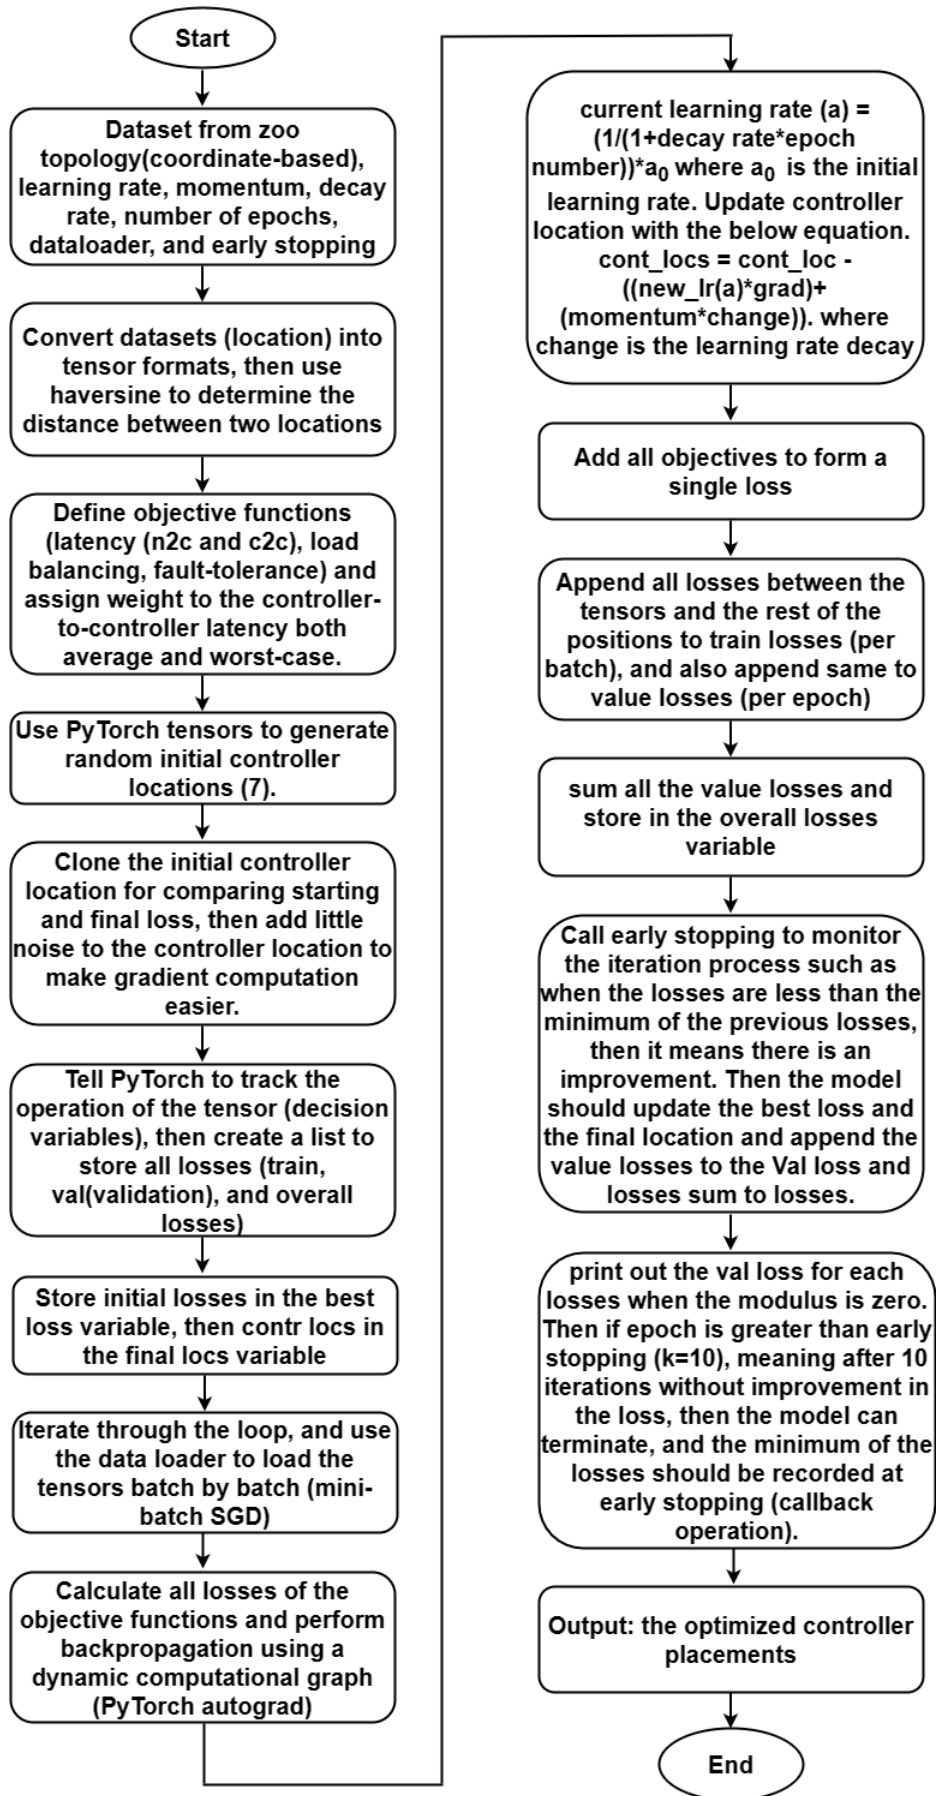 Start
Dataset from zoo
topology(coordinate-based),
learning rate, momentum, decay
rate, number of epochs,
dataloader, and early stopping
Convert datasets (location) into
tensor formats, then use
haversine to determine the
distance between two locations
Define objective functions
(latency (n2c and c2c), load
balancing, fault-tolerance) and
assign weight to the controller-
to-controller latency both
average and worst-case.
Use PyTorch tensors to generate
random initial controller
locations (7).
Clone the initial controller
location for comparing starting
and final loss, then add little
noise to the controller location to
make gradient computation
easier.
Tell PyTorch to track the
operation of the tensor (decision
variables), then create a list to
store all losses (train,
val(validation), and overall
losses)
Store initial losses in the best
loss variable, then contr locs in
the final locs variable
Iterate through the loop, and use
the data loader to load the
tensors batch by batch (mini-
batch SGD)
Calculate all losses of the
objective functions and perform
backpropagation using a
dynamic computational graph
(PyTorch autograd)
current learning rate (a) =
(1/(1+decay rate*epoch
number))*a₀ where a₀ is the initial
learning rate. Update controller
location with the below equation.
cont_locs = cont_loc -
((new_lr(a)*grad)+
(momentum*change)). where
change is the learning rate decay
Add all objectives to form a
single loss
Append all losses between the
tensors and the rest of the
positions to train losses (per
batch), and also append same to
value losses (per epoch)
sum all the value losses and
store in the overall losses
variable
Call early stopping to monitor
the iteration process such as
when the losses are less than the
minimum of the previous losses,
then it means there is an
improvement. Then the model
should update the best loss and
the final location and append the
value losses to the Val loss and
losses sum to losses.
print out the val loss for each
losses when the modulus is zero.
Then if epoch is greater than early
stopping (k=10), meaning after 10
iterations without improvement in
the loss, then the model can
terminate, and the minimum of the
losses should be recorded at
early stopping (callback
operation).
Output: the optimized controller
placements
End